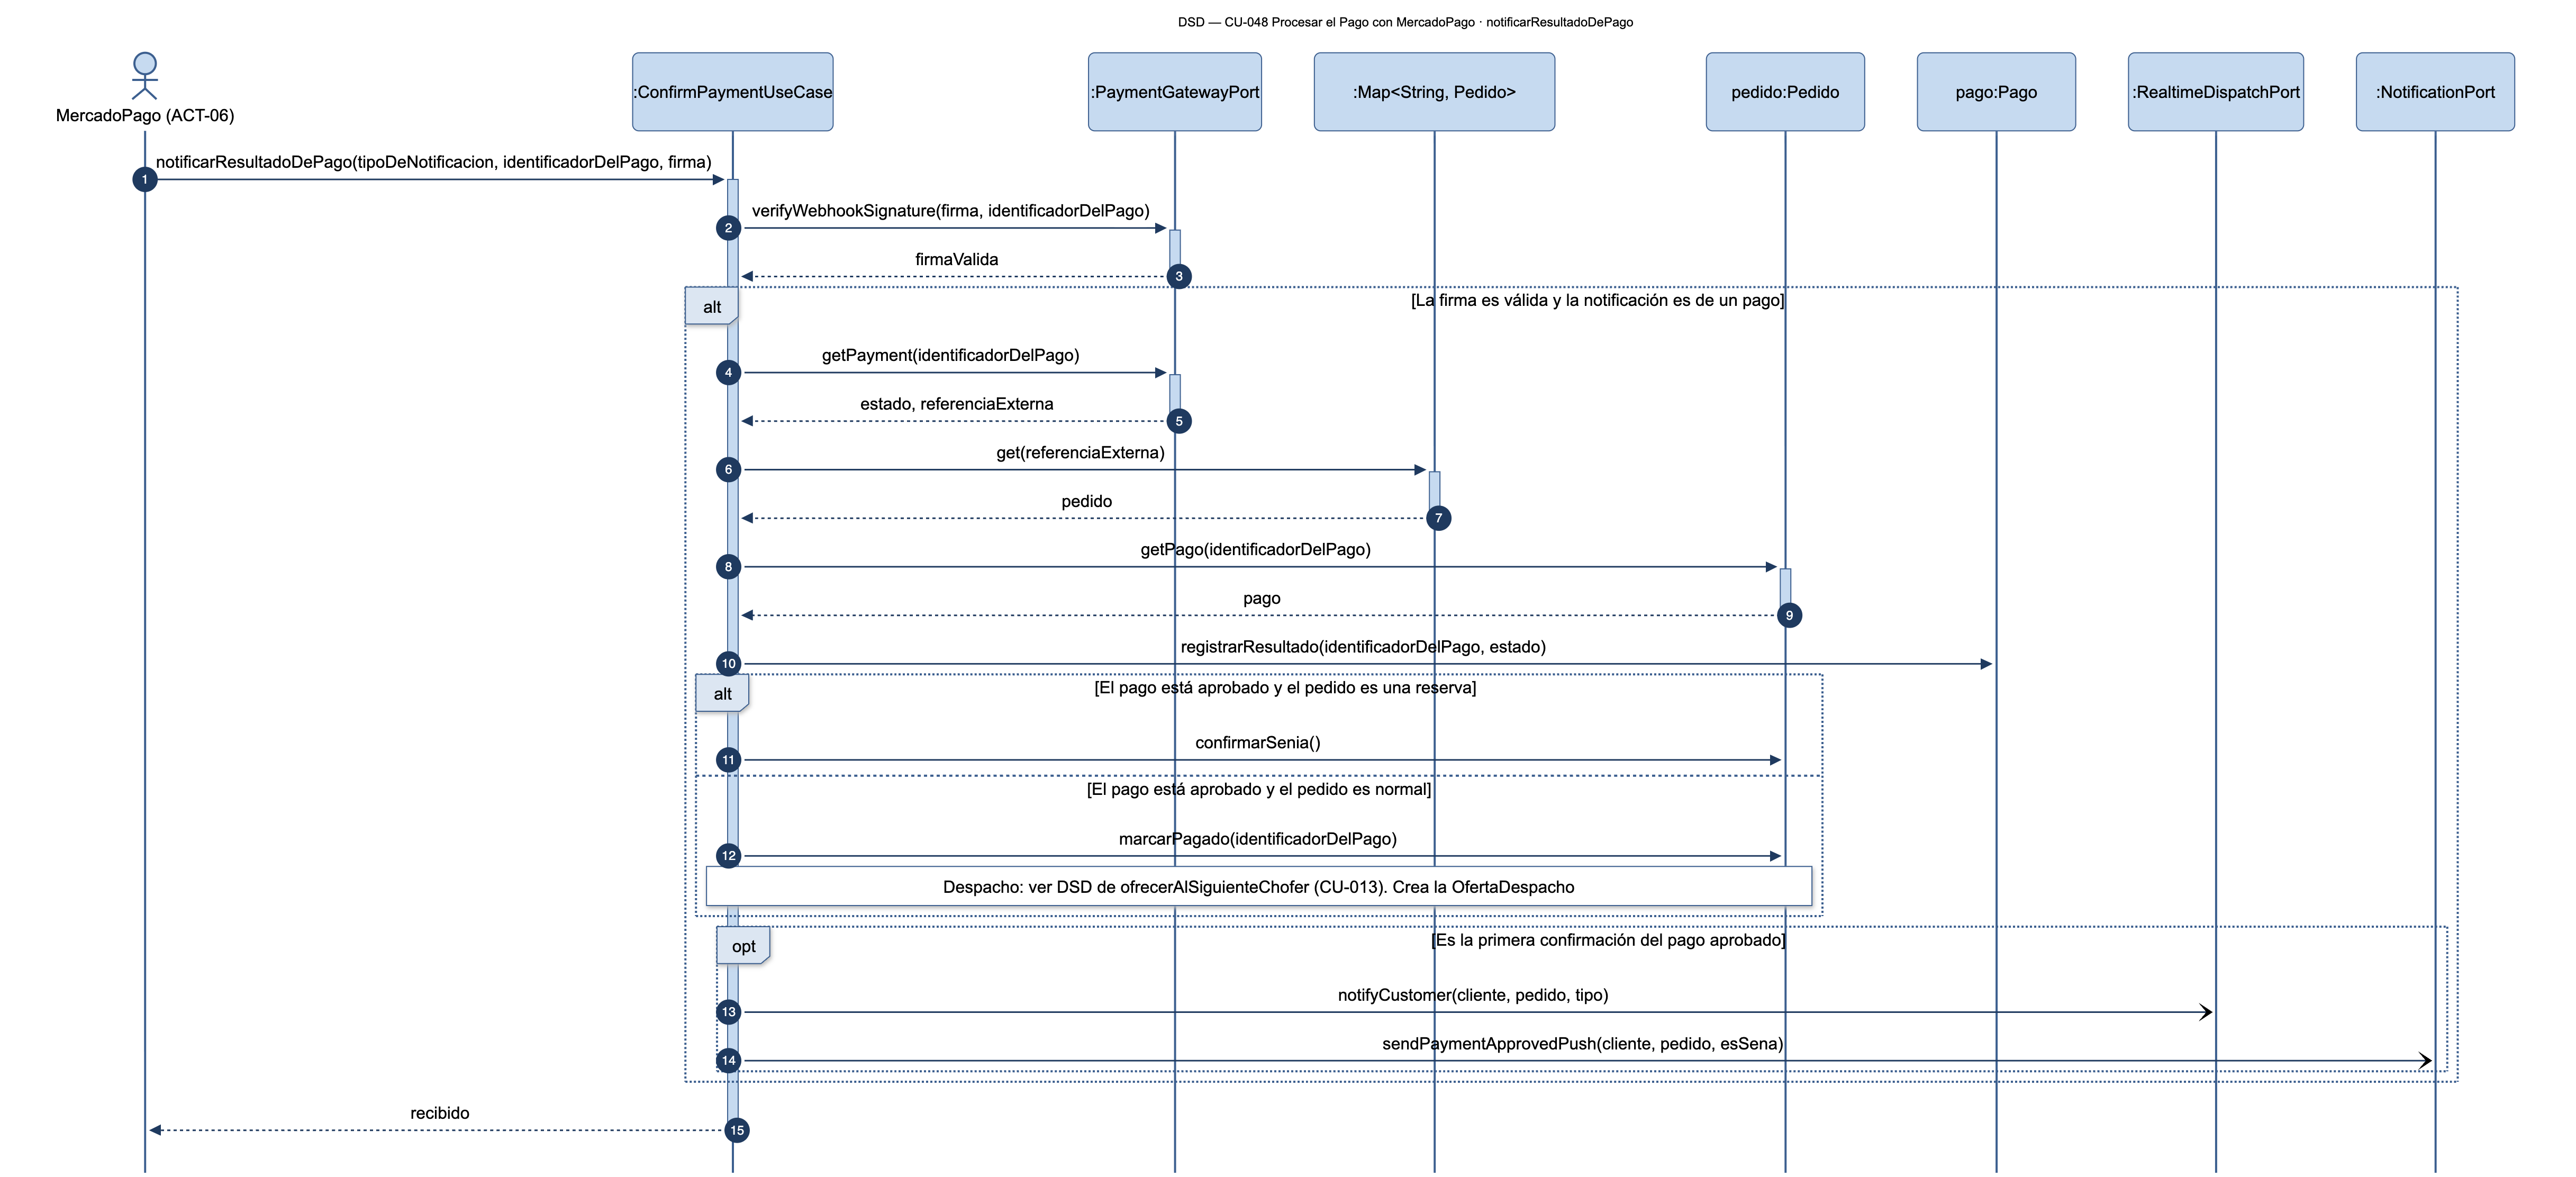 DSD — CU-048 Procesar el Pago con MercadoPago · notificarResultadoDePago
MercadoPago (ACT-06)
:ConfirmPaymentUseCase
:PaymentGatewayPort
:Map<String, Pedido>
pedido:Pedido
pago:Pago
:RealtimeDispatchPort
:NotificationPort
1
notificarResultadoDePago(tipoDeNotificacion, identificadorDelPago, firma)
2
verifyWebhookSignature(firma, identificadorDelPago)
firmaValida
3
alt
[La firma es válida y la notificación es de un pago]
4
getPayment(identificadorDelPago)
estado, referenciaExterna
5
6
get(referenciaExterna)
pedido
7
8
getPago(identificadorDelPago)
pago
9
10
registrarResultado(identificadorDelPago, estado)
alt
[El pago está aprobado y el pedido es una reserva]
11
confirmarSenia()
[El pago está aprobado y el pedido es normal]
12
marcarPagado(identificadorDelPago)
Despacho: ver DSD de ofrecerAlSiguienteChofer (CU-013). Crea la OfertaDespacho
opt
[Es la primera confirmación del pago aprobado]
13
notifyCustomer(cliente, pedido, tipo)
14
sendPaymentApprovedPush(cliente, pedido, esSena)
recibido
15